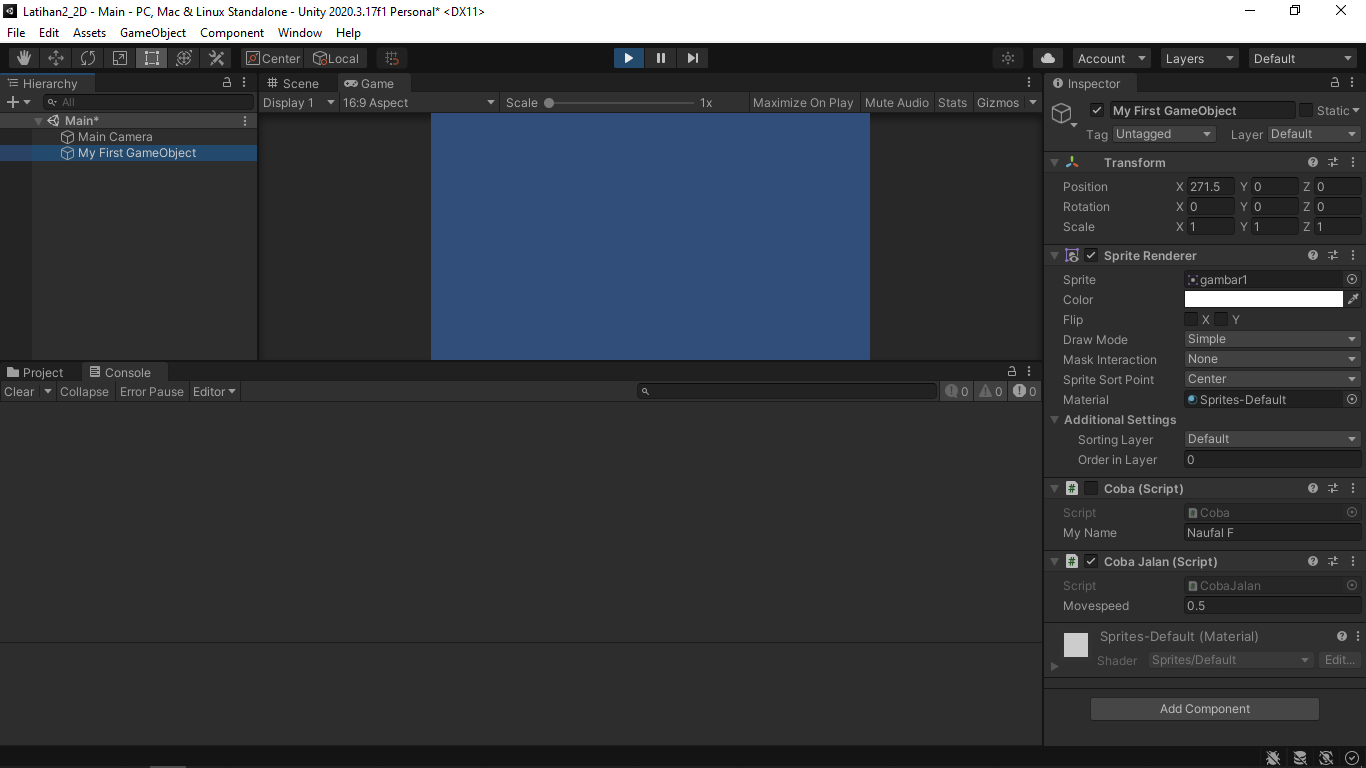 Latihan2_2D - Main - PC, Mac & Linux Standalone - Unity 2020.3.17f1 Personal* <DX11>
File Edit Assets GameObject Component Window Help
Center Local Account Layers Default
Hierarchy
All
Main*
Main Camera
My First GameObject
Scene Game
Display 1 16:9 Aspect Scale 1x Maximize On Play Mute Audio Stats Gizmos
Project Console
Clear Collapse Error Pause Editor 0 0 0
Inspector
My First GameObject Static
Tag Untagged Layer Default
Transform
Position X 271.5 Y 0 Z 0
Rotation X 0 Y 0 Z 0
Scale X 1 Y 1 Z 1
Sprite Renderer
Sprite gambar1
Color
Flip X Y
Draw Mode Simple
Mask Interaction None
Sprite Sort Point Center
Material Sprites-Default
Additional Settings
Sorting Layer Default
Order in Layer 0
# Coba (Script)
Script # Coba
My Name Naufal F
# Coba Jalan (Script)
Script # CobaJalan
Movespeed 0.5
Sprites-Default (Material)
Shader Sprites/Default Edit...
Add Component